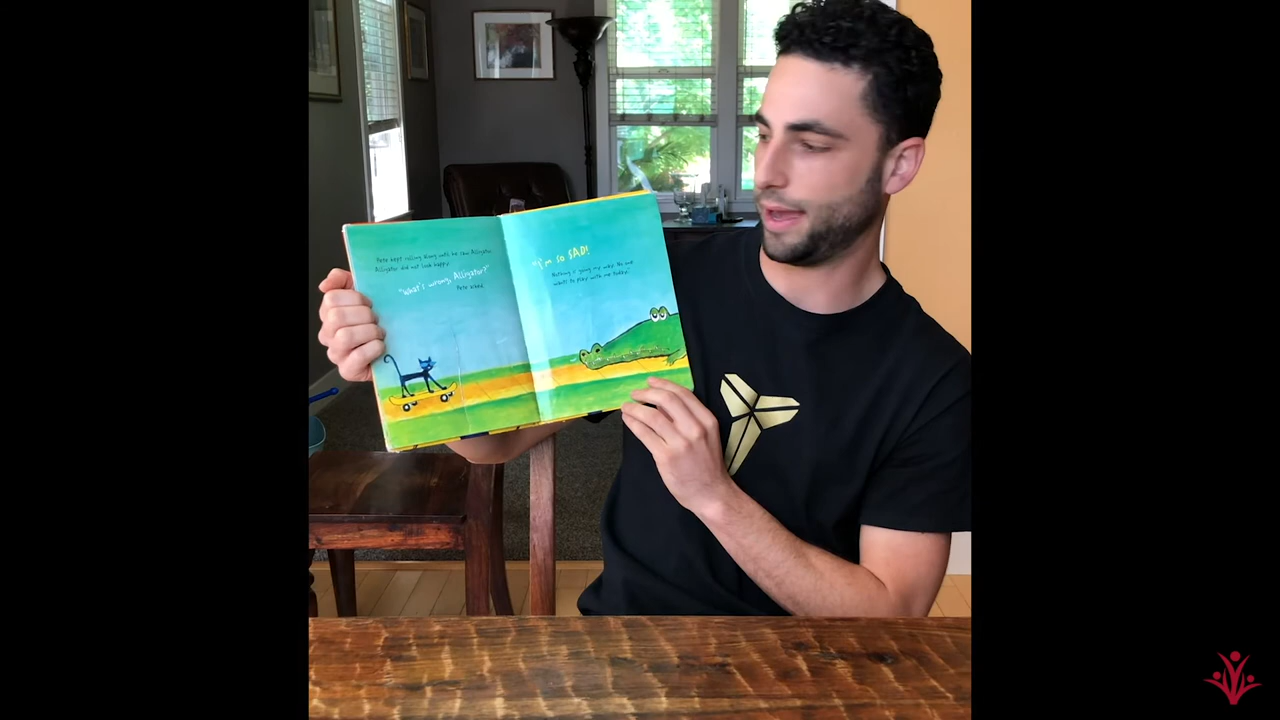 Pete kept rolling along until he saw Alligator.
Alligator did not look happy.
"What's wrong, Alligator?"
Pete asked.
"I'm so SAD!
Nothing is going my way. No one
wants to play with me today."